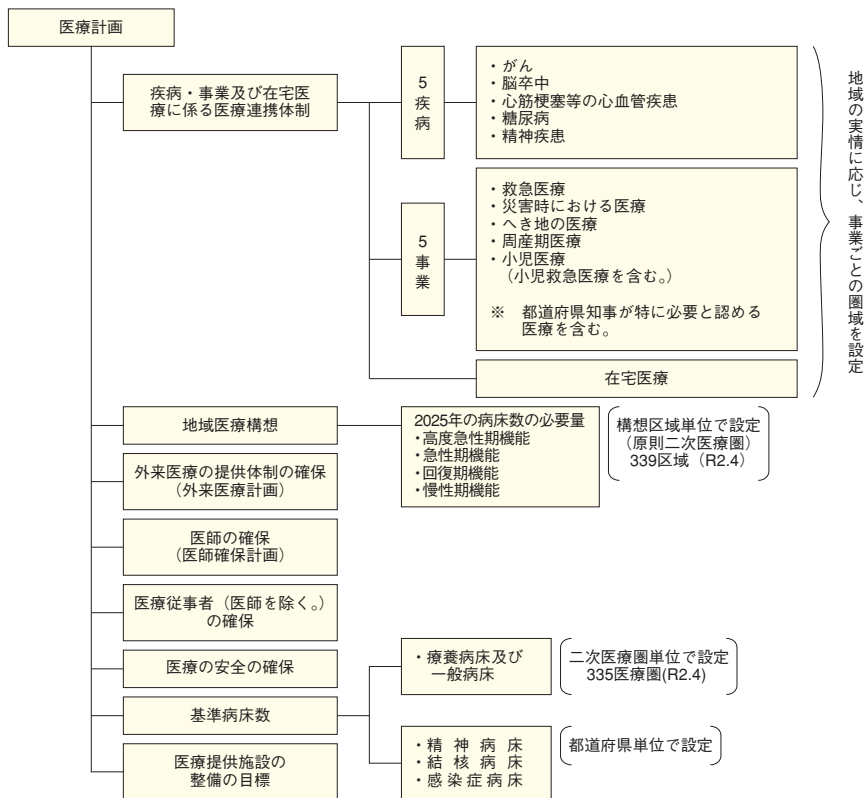 医療計画
疾病・事業及び在宅医
療に係る医療連携体制
5
疾
病
・がん
・脳卒中
・心筋梗塞等の心血管疾患
・糖尿病
・精神疾患
5
事
業
・救急医療
・災害時における医療
・へき地の医療
・周産期医療
・小児医療
（小児救急医療を含む。）
※　都道府県知事が特に必要と認める
医療を含む。
在宅医療
地域の実情に応じ、事業ごとの圏域を設定
地域医療構想
2025年の病床数の必要量
・高度急性期機能
・急性期機能
・回復期機能
・慢性期機能
構想区域単位で設定
（原則二次医療圏）
339区域（R2.4）
外来医療の提供体制の確保
（外来医療計画）
医師の確保
（医師確保計画）
医療従事者（医師を除く。）
の確保
医療の安全の確保
基準病床数
・療養病床及び
一般病床
二次医療圏単位で設定
335医療圏(R2.4)
・精神病床
・結核病床
・感染症病床
都道府県単位で設定
医療提供施設の
整備の目標